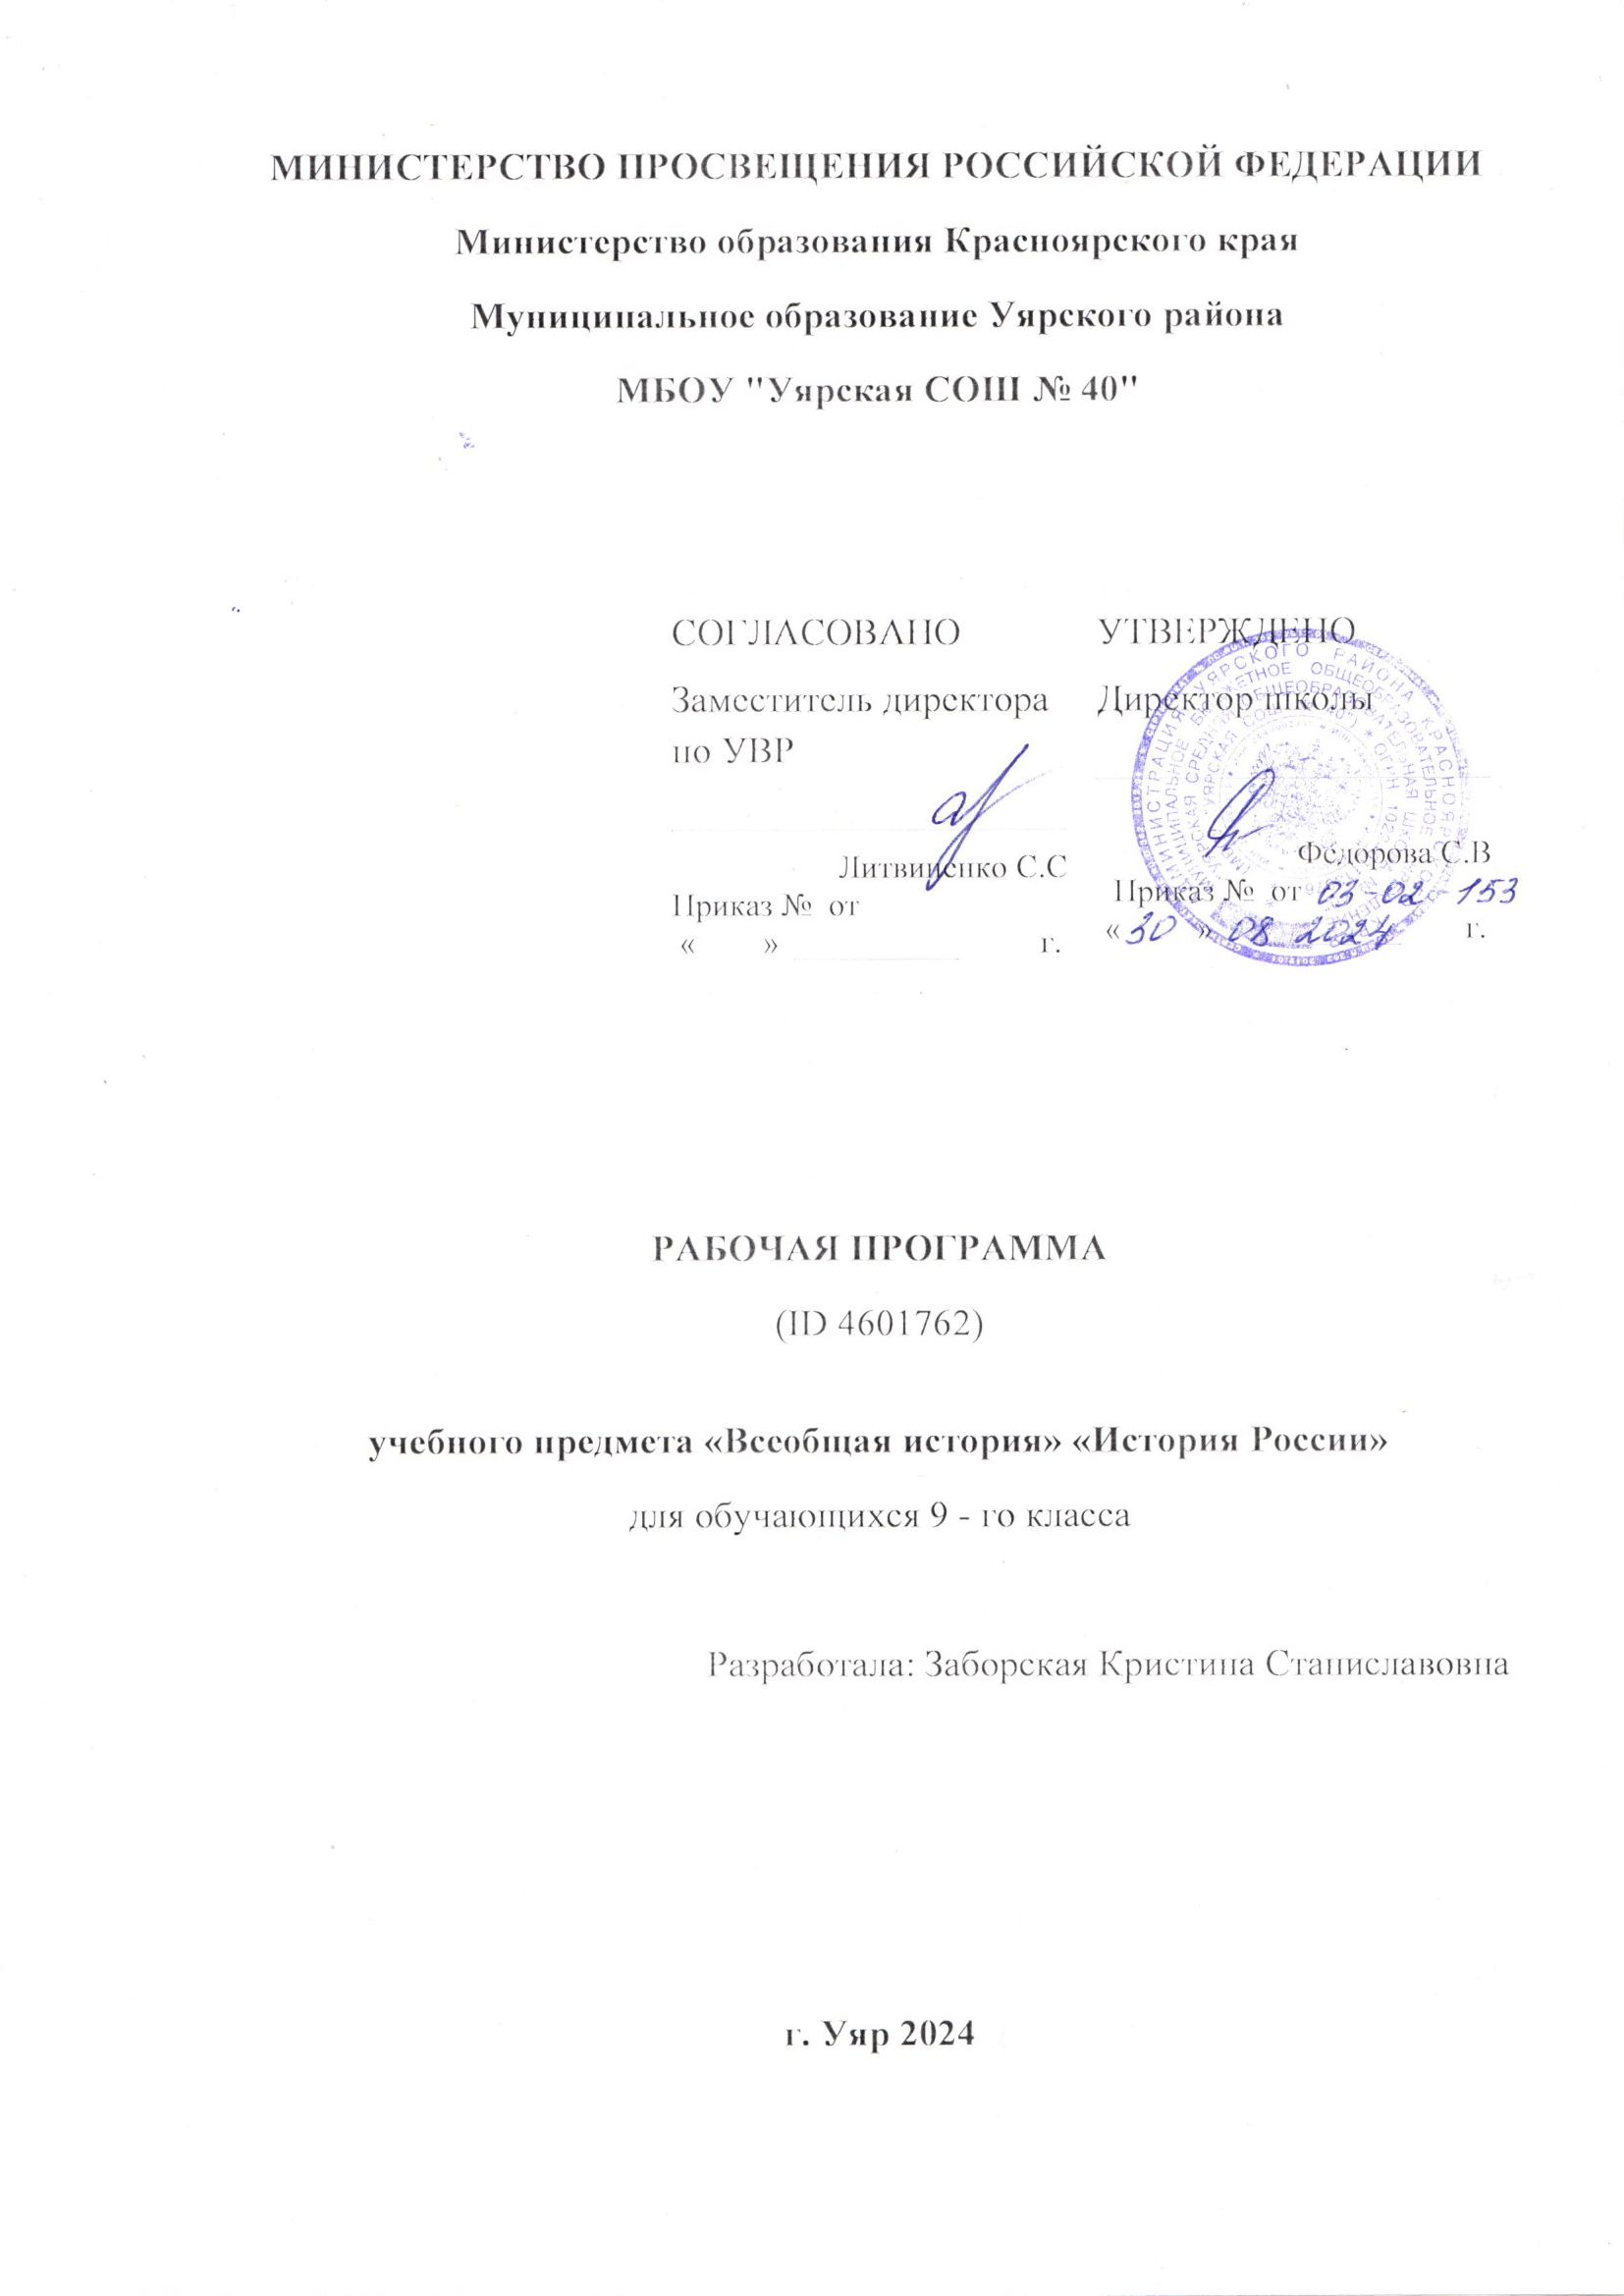 МИНИСТЕРСТВО ПРОСВЕЩЕНИЯ РОССИЙСКОЙ ФЕДЕРАЦИИ
Министерство образования Красноярского края
Муниципальное образование Уярского района
МБОУ "Уярская СОШ № 40"
СОГЛАСОВАНО
Заместитель директора
по УВР
Литвиненко С.С
Приказ № от
« » г.
УТВЕРЖДЕНО
Директор школы
Федорова С.В
Приказ № от 03-02-153
«30» 08 2024 г.
РАБОЧАЯ ПРОГРАММА
(ID 4601762)
учебного предмета «Всеобщая история» «История России»
для обучающихся 9 - го класса
Разработала: Заборская Кристина Станиславовна
г. Уяр 2024